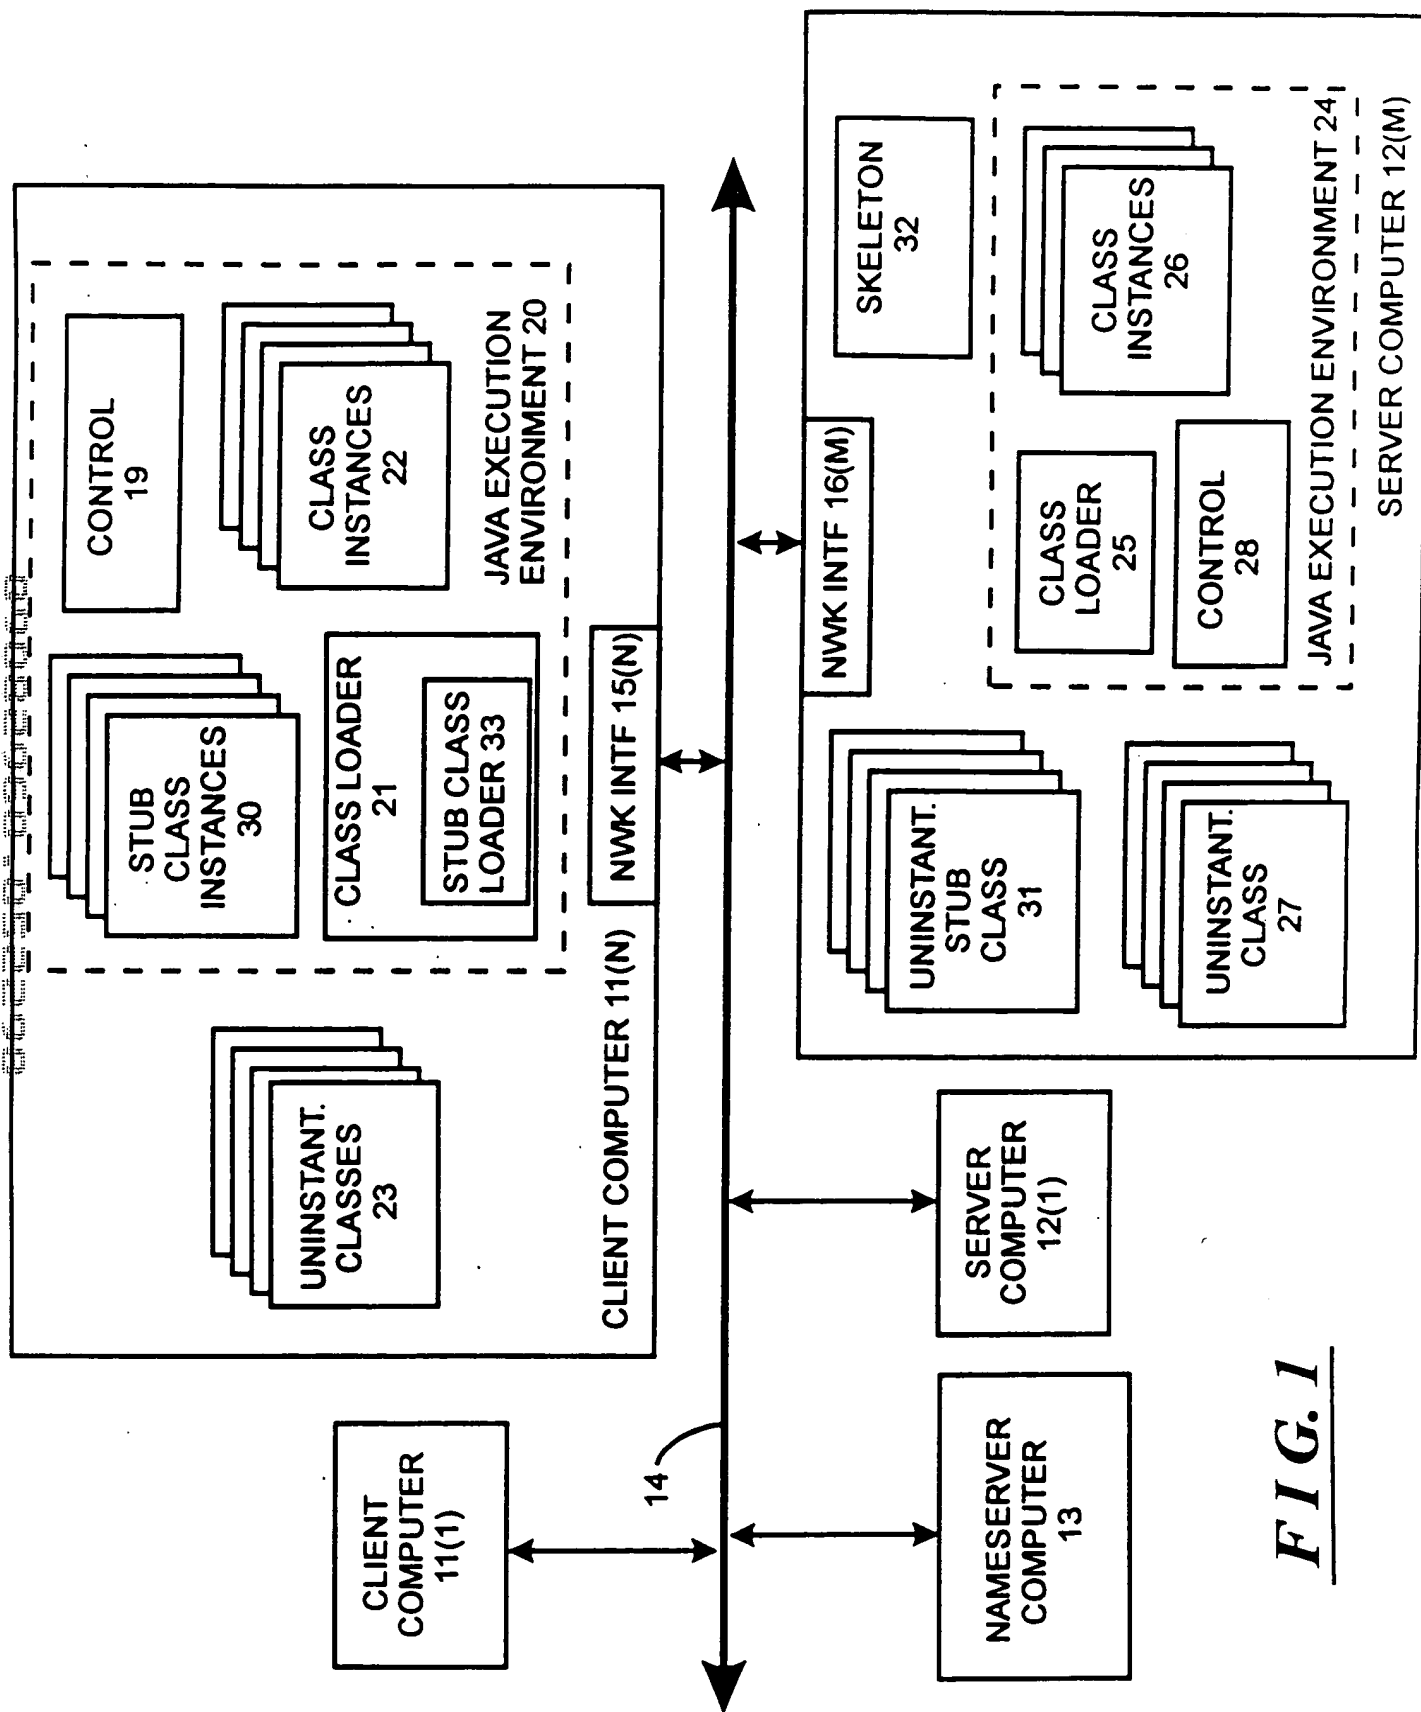 CLIENT
COMPUTER
11(1)
UNINSTANT.
CLASSES
23
STUB
CLASS
INSTANCES
30
CONTROL
19
CLASS LOADER
21
STUB CLASS
LOADER 33
CLASS
INSTANCES
22
JAVA EXECUTION
ENVIRONMENT 20
CLIENT COMPUTER 11(N)
NWK INTF 15(N)
14
NAMESERVER
COMPUTER
13
SERVER
COMPUTER
12(1)
NWK INTF 16(M)
SKELETON
32
UNINSTANT.
STUB
CLASS
31
UNINSTANT.
CLASS
27
CLASS
LOADER
25
CONTROL
28
CLASS
INSTANCES
26
JAVA EXECUTION ENVIRONMENT 24
SERVER COMPUTER 12(M)
FIG. 1